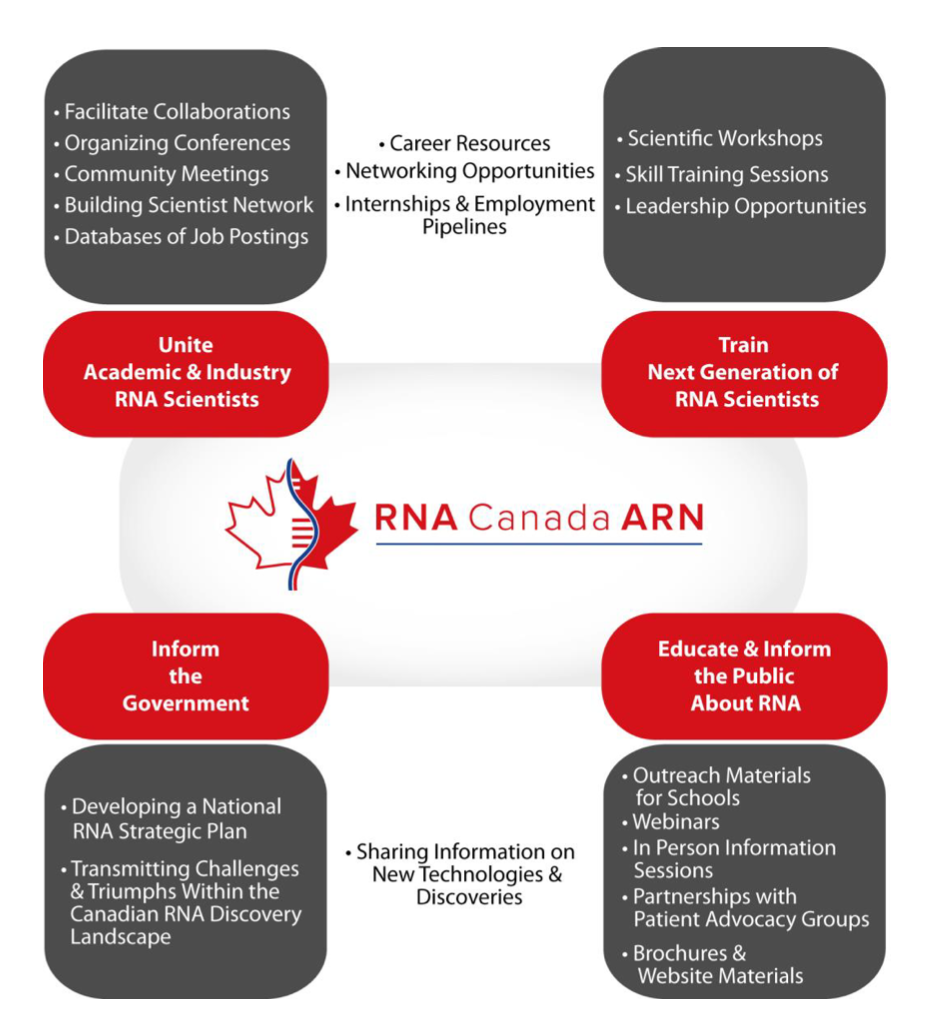 • Facilitate Collaborations
• Organizing Conferences
• Community Meetings
• Building Scientist Network
• Databases of Job Postings
• Career Resources
• Networking Opportunities
• Internships & Employment
Pipelines
• Scientific Workshops
• Skill Training Sessions
• Leadership Opportunities
Unite
Academic & Industry
RNA Scientists
Train
Next Generation of
RNA Scientists
RNA Canada ARN
Inform
the
Government
Educate & Inform
the Public
About RNA
• Developing a National
RNA Strategic Plan
• Transmitting Challenges
& Triumphs Within the
Canadian RNA Discovery
Landscape
• Sharing Information on
New Technologies &
Discoveries
• Outreach Materials
for Schools
• Webinars
• In Person Information
Sessions
• Partnerships with
Patient Advocacy Groups
• Brochures &
Website Materials